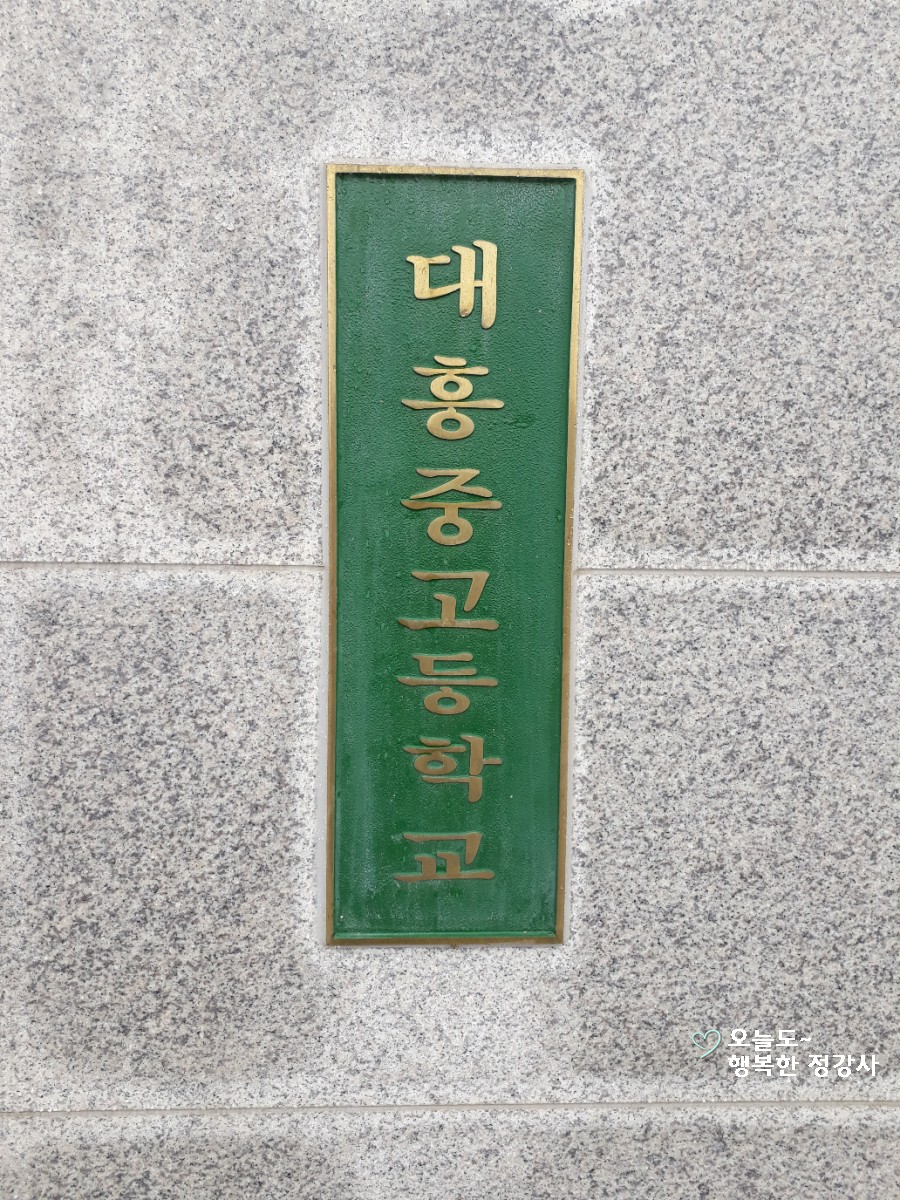 대흥중고등학교
오늘도~
행복한 정강사